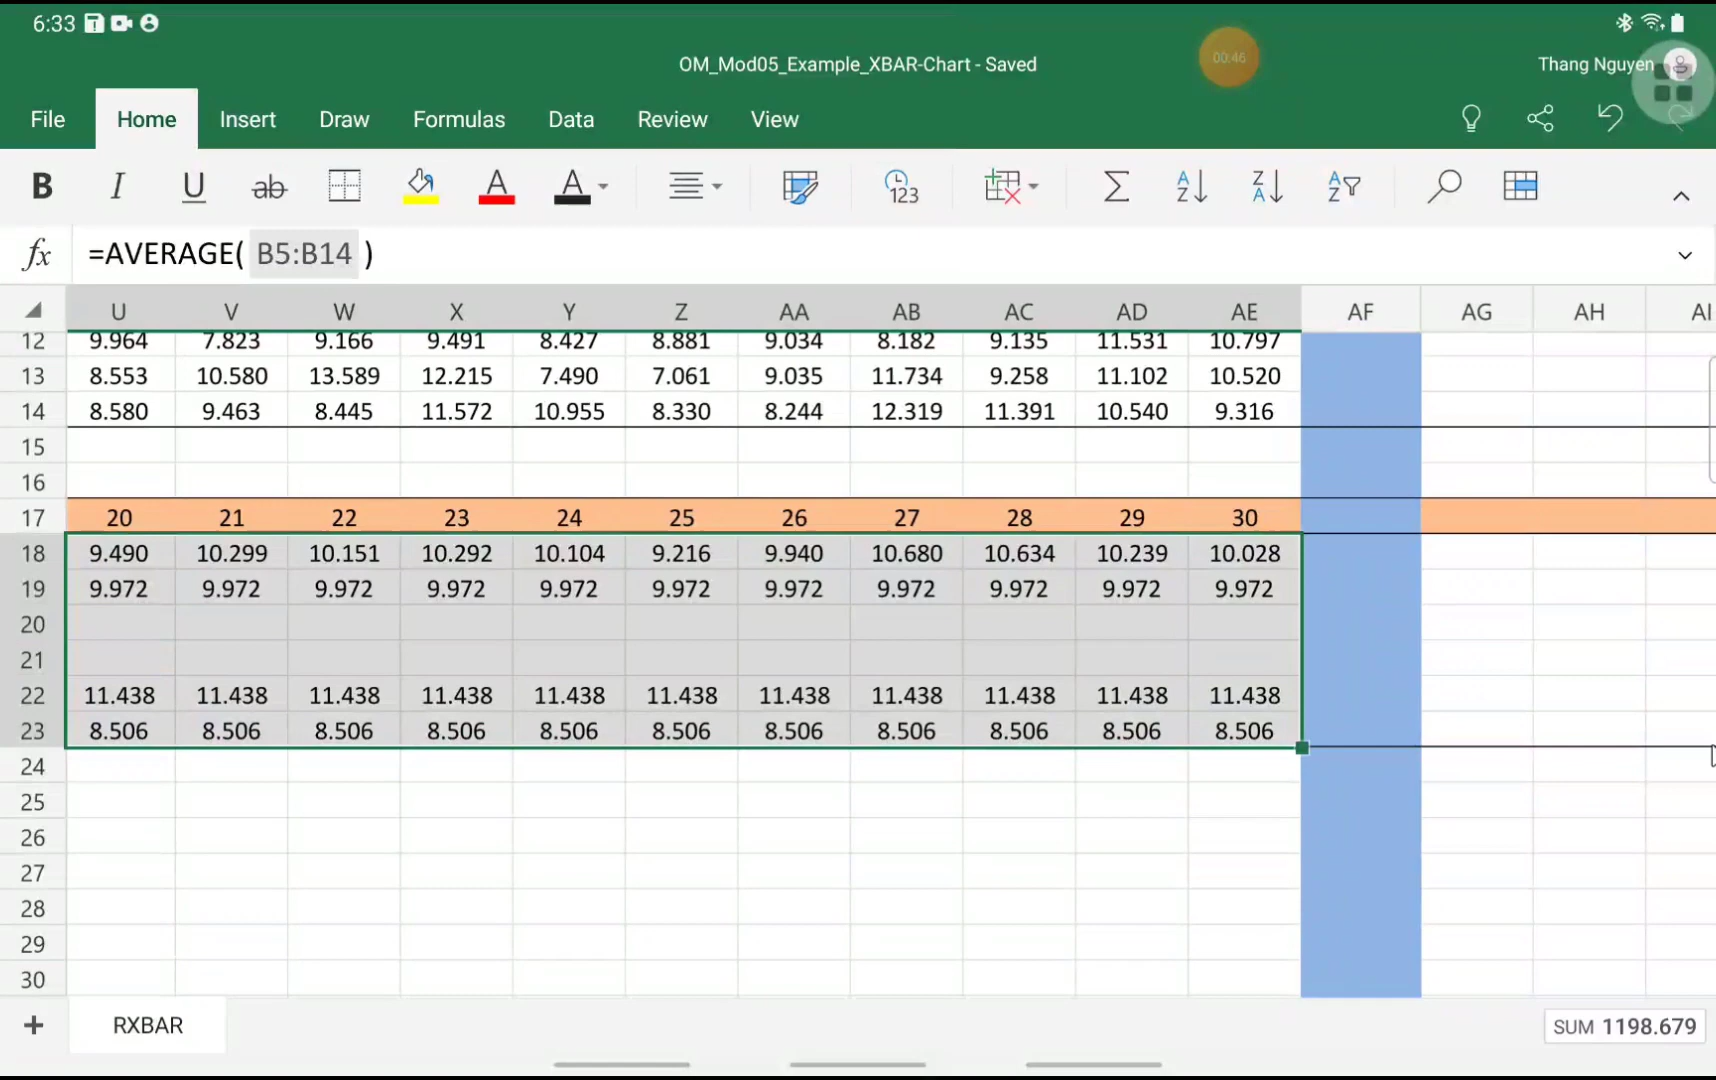 6:33
OM_Mod05_Example_XBAR-Chart - Saved
00:46
Thang Nguyen
File Home Insert Draw Formulas Data Review View
B I U ab A A 123 Σ A Z Z A A Z
fx =AVERAGE( B5:B14 )
U V W X Y Z AA AB AC AD AE AF AG AH AI
12 9.964 7.823 9.166 9.491 8.427 8.881 9.034 8.182 9.135 11.531 10.797
13 8.553 10.580 13.589 12.215 7.490 7.061 9.035 11.734 9.258 11.102 10.520
14 8.580 9.463 8.445 11.572 10.955 8.330 8.244 12.319 11.391 10.540 9.316
15
16
17 20 21 22 23 24 25 26 27 28 29 30
18 9.490 10.299 10.151 10.292 10.104 9.216 9.940 10.680 10.634 10.239 10.028
19 9.972 9.972 9.972 9.972 9.972 9.972 9.972 9.972 9.972 9.972 9.972
20
21
22 11.438 11.438 11.438 11.438 11.438 11.438 11.438 11.438 11.438 11.438 11.438
23 8.506 8.506 8.506 8.506 8.506 8.506 8.506 8.506 8.506 8.506 8.506
24
25
26
27
28
29
30
+ RXBAR
SUM 1198.679